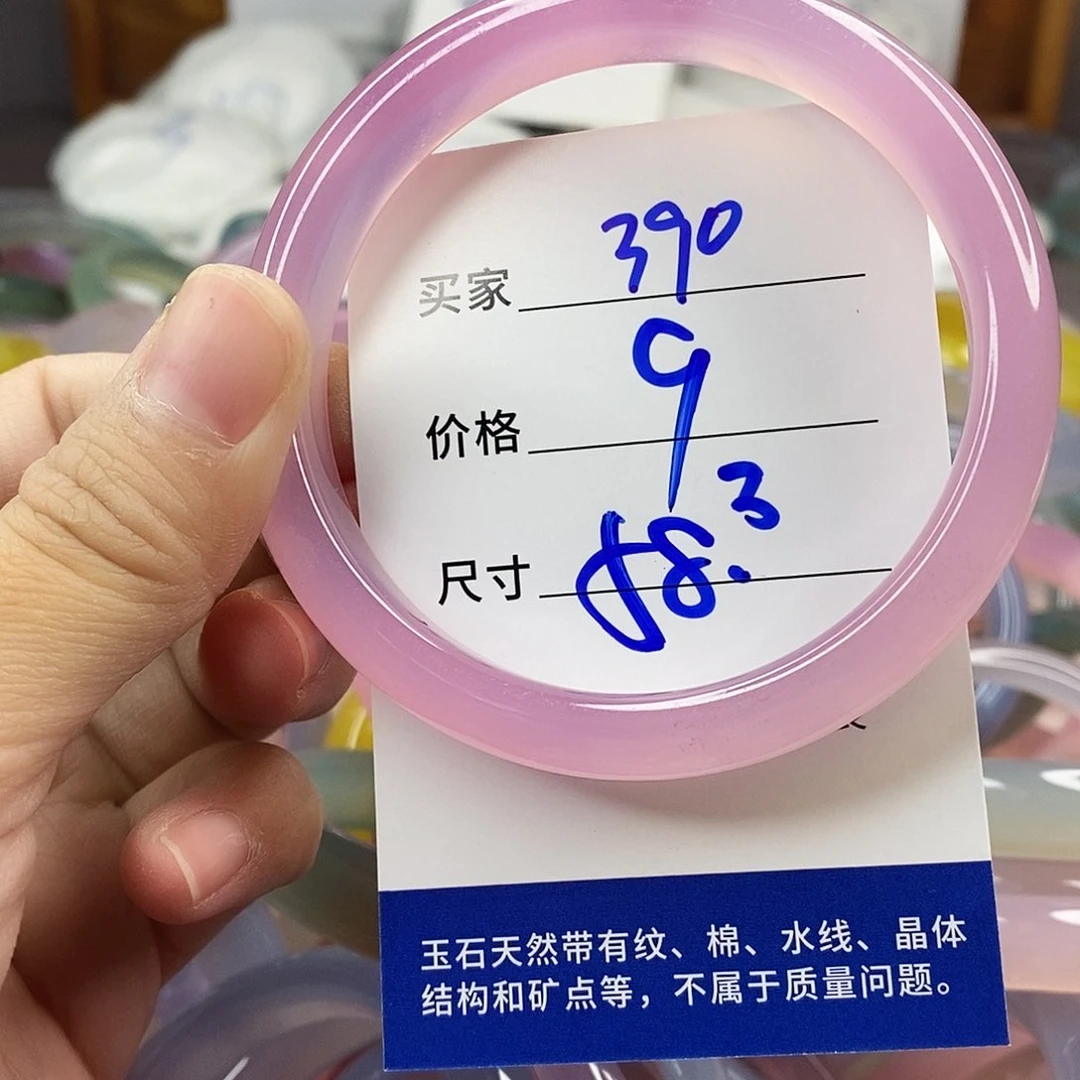 390
买家
9
价格
58.3
尺寸
玉石天然带有纹、棉、水线、晶体
结构和矿点等，不属于质量问题。